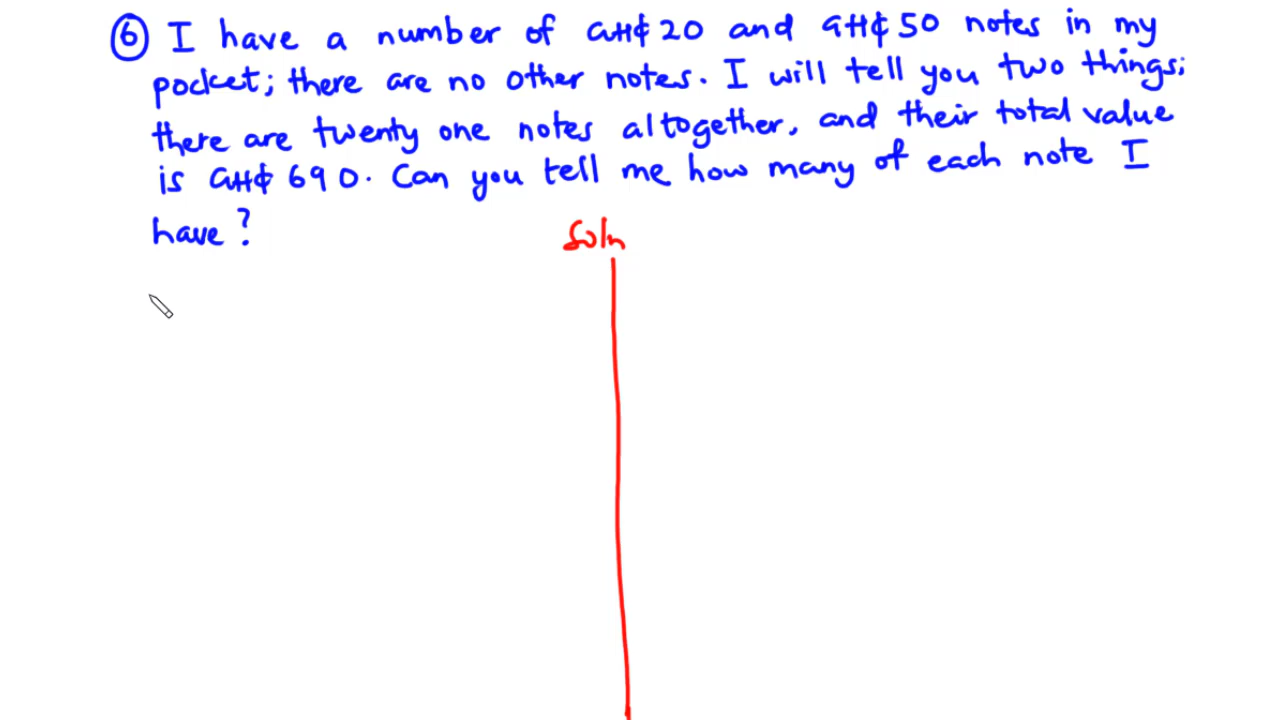 ⑥ I have a number of GH₵20 and GH₵50 notes in my
pocket; there are no other notes. I will tell you two things;
there are twenty one notes altogether, and their total value
is GH₵690. Can you tell me how many of each note I
have?
Soln